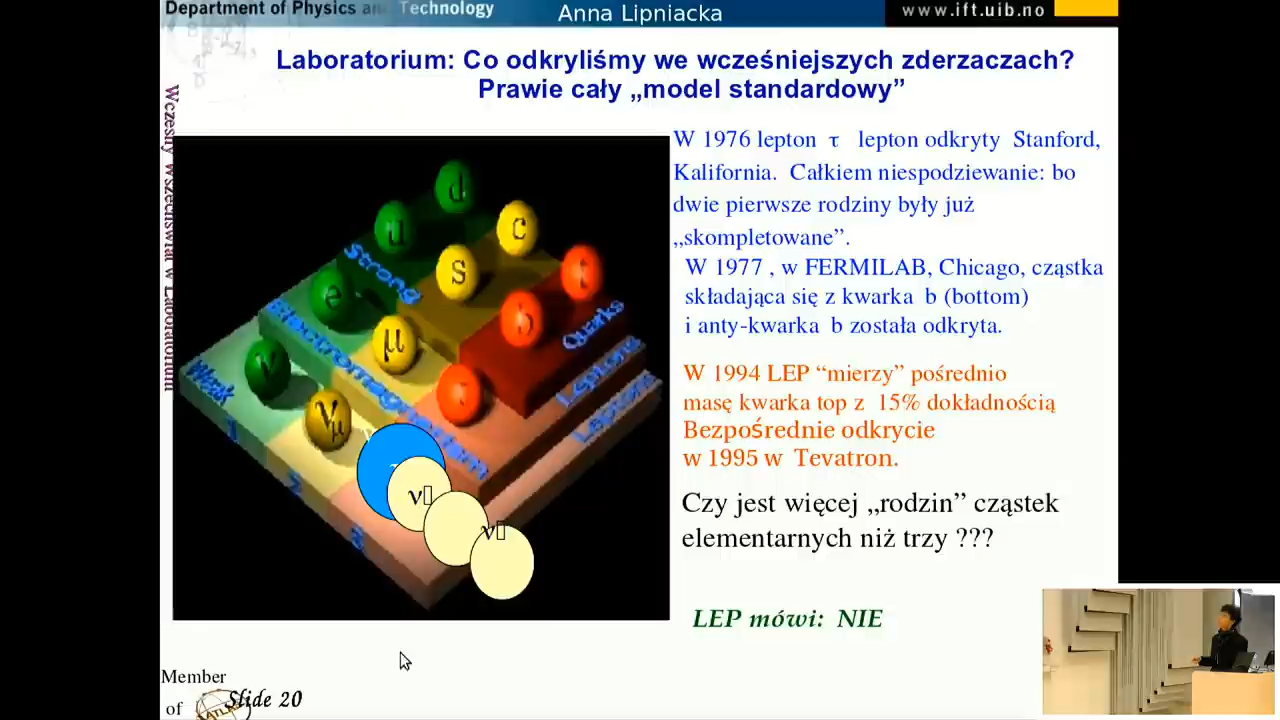 Department of Physics and Technology
Anna Lipniacka
www.ift.uib.no
Laboratorium: Co odkryliśmy we wcześniejszych zderzaczach?
Prawie cały „model standardowy”
Wczesny Wszechświat w Laboratorium
W 1976 lepton τ lepton odkryty Stanford,
Kalifornia. Całkiem niespodziewanie: bo
dwie pierwsze rodziny były już
„skompletowane”.
W 1977 , w FERMILAB, Chicago, cząstka
składająca się z kwarka b (bottom)
i anty-kwarka b została odkryta.
W 1994 LEP “mierzy” pośrednio
masę kwarka top z 15% dokładnością
Bezpośrednie odkrycie
w 1995 w Tevatron.
Czy jest więcej „rodzin” cząstek
elementarnych niż trzy ???
LEP mówi: NIE
d
u
c
Strong
s
t
e
b
Quarks
Electromagnetism
μ
Leptons
ν
Weak
Leptons
ν μ
1
2
3
ν
ν
Member
of
Slide 20
ATLAS